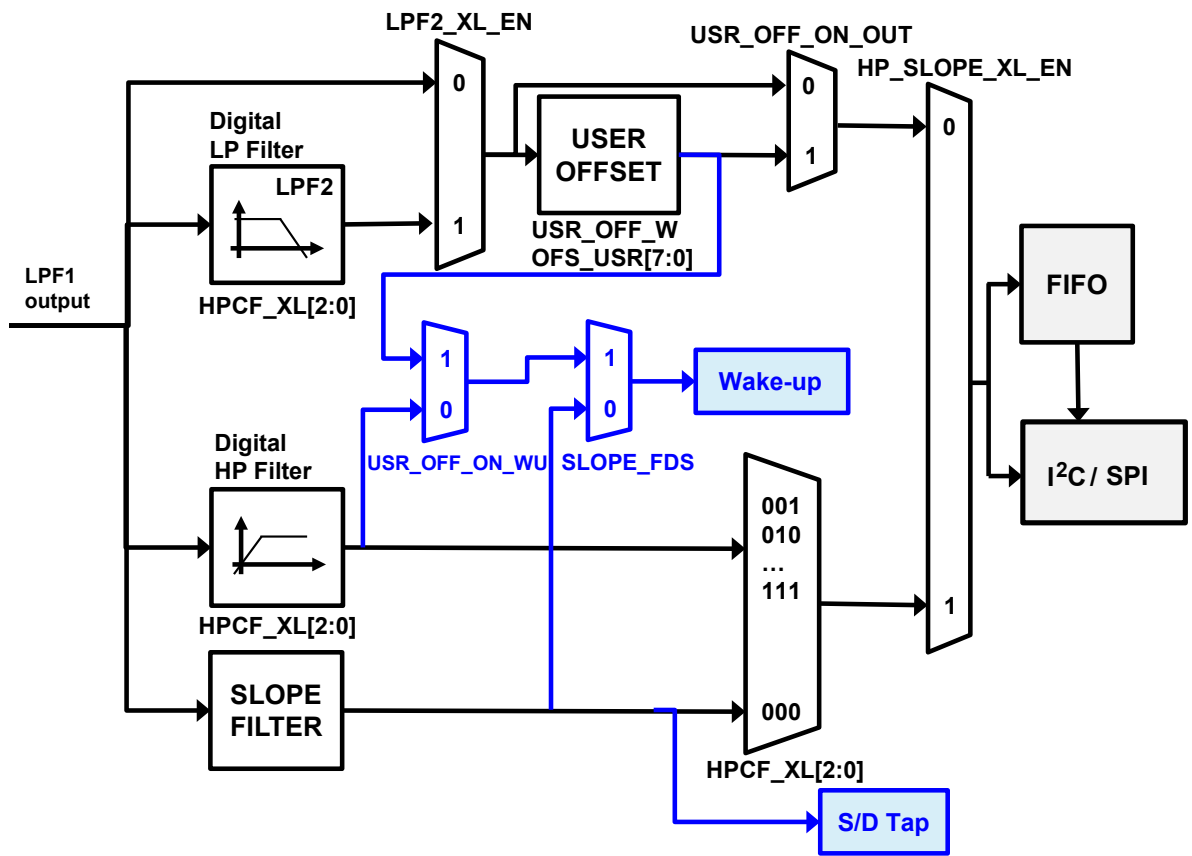 LPF2_XL_EN
USR_OFF_ON_OUT
HP_SLOPE_XL_EN
0
0
0
Digital
LP Filter
LPF2
USER
OFFSET
1
1
USR_OFF_W
OFS_USR[7:0]
HPCF_XL[2:0]
LPF1
output
FIFO
1
0
1
0
Wake-up
USR_OFF_ON_WU
SLOPE_FDS
Digital
HP Filter
I²C / SPI
001
010
...
111
HPCF_XL[2:0]
1
SLOPE
FILTER
000
HPCF_XL[2:0]
S/D Tap